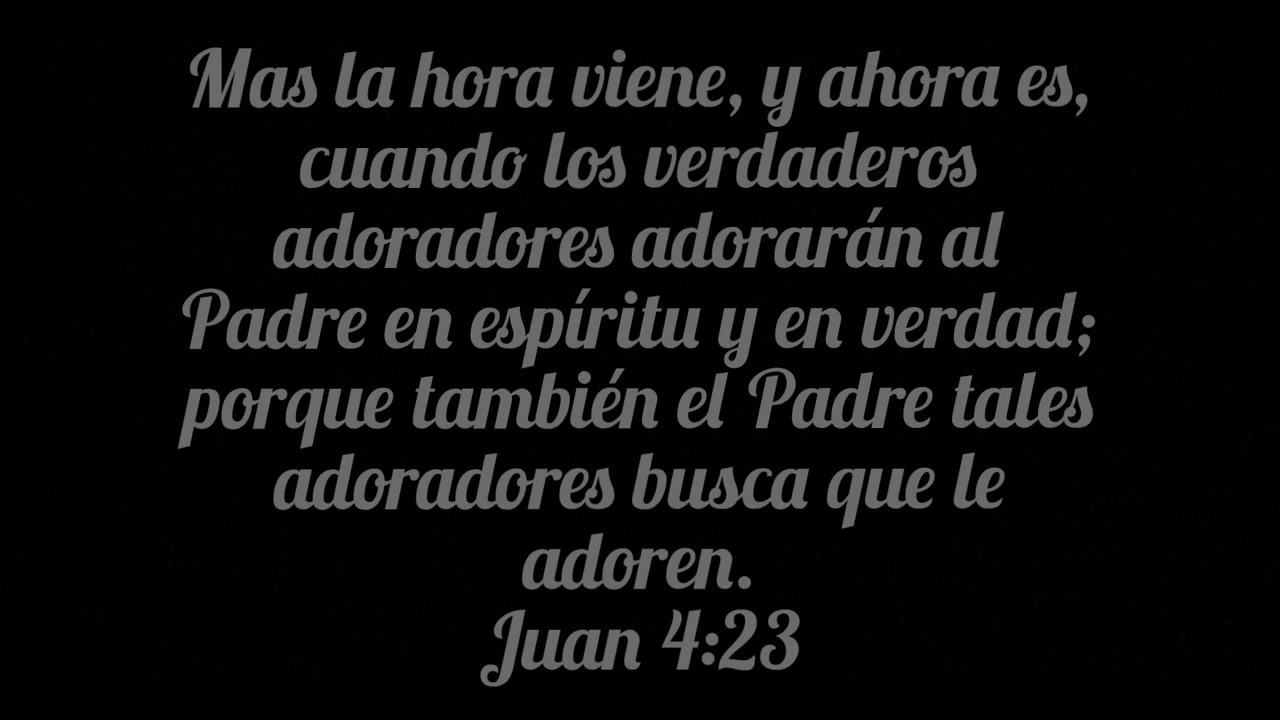 Mas la hora viene, y ahora es,
cuando los verdaderos
adoradores adorarán al
Padre en espíritu y en verdad;
porque también el Padre tales
adoradores busca que le
adoren.
Juan 4:23